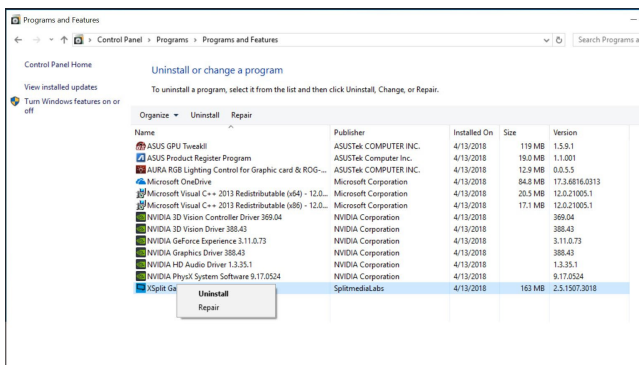 Programs and Features
Control Panel > Programs > Programs and Features
Search Programs a
Control Panel Home
View installed updates
Turn Windows features on or
off
Uninstall or change a program
To uninstall a program, select it from the list and then click Uninstall, Change, or Repair.
Organize Uninstall Repair
Name Publisher Installed On Size Version
ASUS GPU TweakII ASUSTek COMPUTER INC. 4/13/2018 119 MB 1.5.9.1
ASUS Product Register Program ASUSTek Computer Inc. 4/13/2018 19.0 MB 1.1.001
AURA RGB Lighting Control for Graphic card & ROG-... ASUSTek COMPUTER INC. 4/13/2018 12.9 MB 0.0.5.5
Microsoft OneDrive Microsoft Corporation 4/13/2018 84.8 MB 17.3.6816.0313
Microsoft Visual C++ 2013 Redistributable (x64) - 12.0... Microsoft Corporation 4/13/2018 20.5 MB 12.0.21005.1
Microsoft Visual C++ 2013 Redistributable (x86) - 12.0... Microsoft Corporation 4/13/2018 17.1 MB 12.0.21005.1
NVIDIA 3D Vision Controller Driver 369.04 NVIDIA Corporation 4/13/2018 369.04
NVIDIA 3D Vision Driver 388.43 NVIDIA Corporation 4/13/2018 388.43
NVIDIA GeForce Experience 3.11.0.73 NVIDIA Corporation 4/13/2018 3.11.0.73
NVIDIA Graphics Driver 388.43 NVIDIA Corporation 4/13/2018 388.43
NVIDIA HD Audio Driver 1.3.35.1 NVIDIA Corporation 4/13/2018 1.3.35.1
NVIDIA PhysX System Software 9.17.0524 NVIDIA Corporation 4/13/2018 9.17.0524
XSplit Ga SplitmediaLabs 4/13/2018 163 MB 2.5.1507.3018
Uninstall
Repair